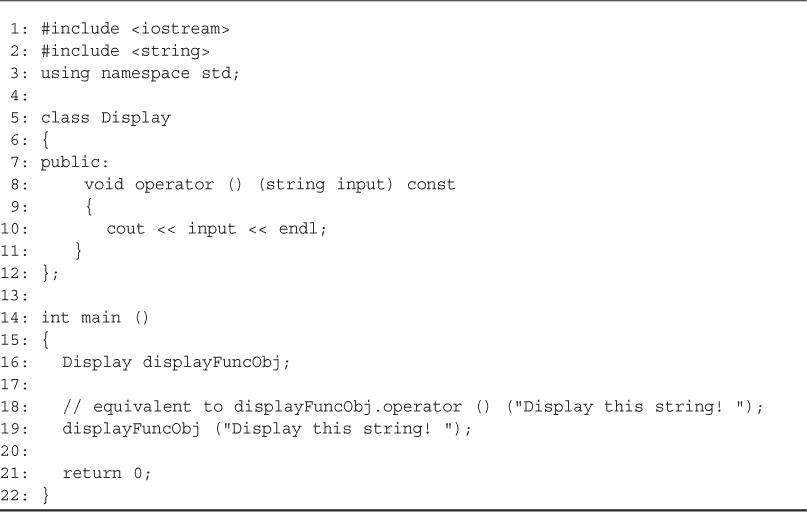 1: #include <iostream>
2: #include <string>
3: using namespace std;
4:
5: class Display
6: {
7: public:
8:     void operator () (string input) const
9:     {
10:       cout << input << endl;
11:    }
12: };
13:
14: int main ()
15: {
16:   Display displayFuncObj;
17:
18:   // equivalent to displayFuncObj.operator () ("Display this string! ");
19:   displayFuncObj ("Display this string! ");
20:
21:   return 0;
22: }